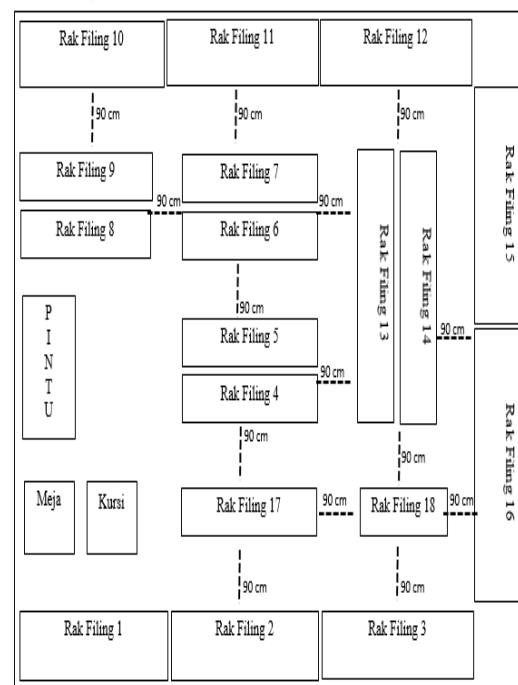 Rak Filing 10
Rak Filing 11
Rak Filing 12
90 cm
90 cm
90 cm
Rak Filing 15
Rak Filing 9
Rak Filing 7
90 cm
90 cm
Rak Filing 8
Rak Filing 6
Rak Filing 13
Rak Filing 14
PINTU
90 cm
Rak Filing 5
90 cm
Rak Filing 4
90 cm
Rak Filing 16
90 cm
90 cm
Meja
Kursi
Rak Filing 17
90 cm
Rak Filing 18
90 cm
90 cm
90 cm
Rak Filing 1
Rak Filing 2
Rak Filing 3